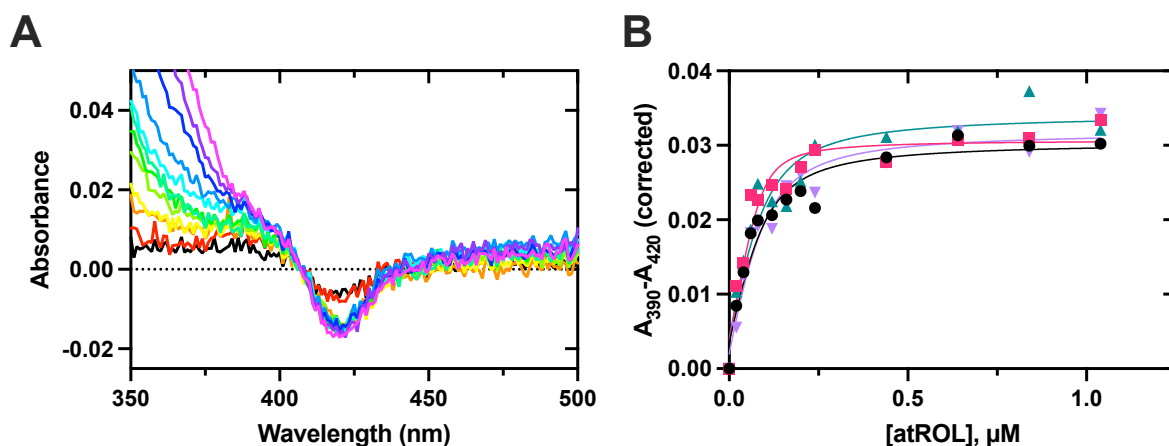 A
Absorbance
0.04
0.02
0.00
-0.02
350
400
450
500
Wavelength (nm)
B
A390-A420 (corrected)
0.04
0.03
0.02
0.01
0.00
0.0
0.5
1.0
[atROL], µM